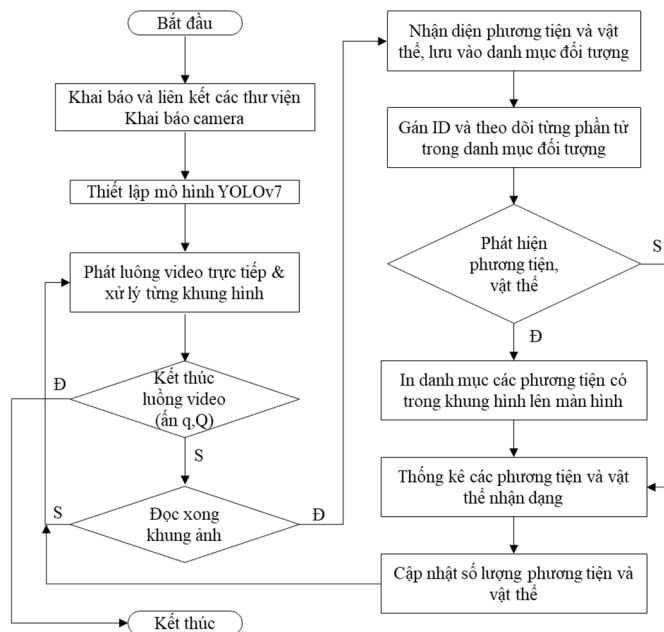 Bắt đầu
Khai báo và liên kết các thư viện
Khai báo camera
Thiết lập mô hình YOLOv7
Phát luông video trực tiếp &
xử lý từng khung hình
Kết thúc
luồng video
(ấn q,Q)
Đ
S
Đọc xong
khung ảnh
S
Đ
Kết thúc
Nhận diện phương tiện và vật
thể, lưu vào danh mục đối tượng
Gán ID và theo dõi từng phần tử
trong danh mục đối tượng
Phát hiện
phương tiện,
vật thể
S
Đ
In danh mục các phương tiện có
trong khung hình lên màn hình
Thống kê các phương tiện và vật
thể nhận dạng
Cập nhật số lượng phương tiện và
vật thể